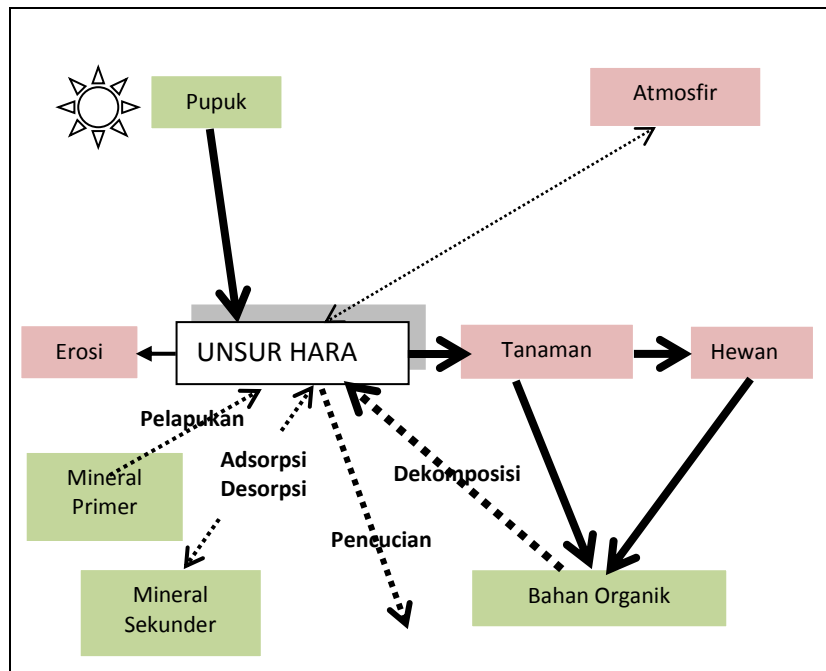 Pupuk
Atmosfir
Erosi
UNSUR HARA
Tanaman
Hewan
Pelapukan
Adsorpsi
Desorpsi
Dekomposisi
Mineral
Primer
Pencucian
Mineral
Sekunder
Bahan Organik